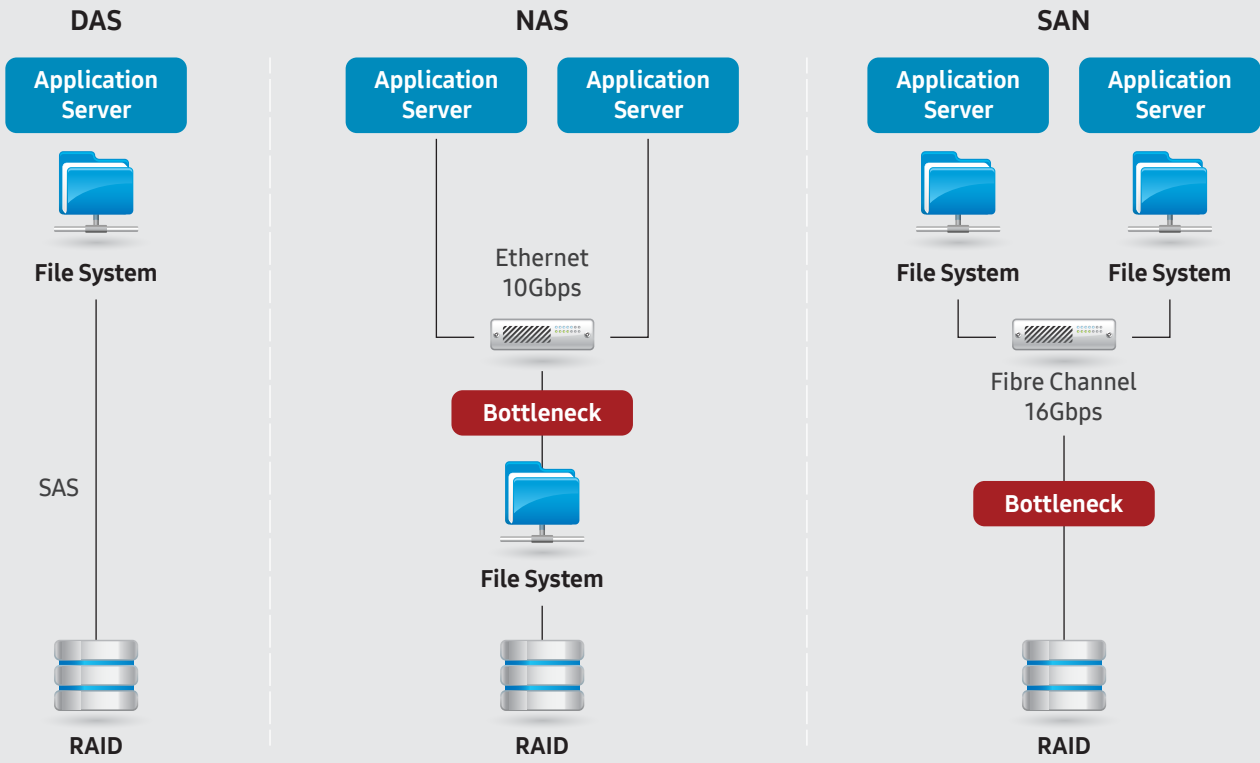 DAS
Application
Server
File System
SAS
RAID
NAS
Application
Server
Application
Server
Ethernet
10Gbps
Bottleneck
File System
RAID
SAN
Application
Server
Application
Server
File System
File System
Fibre Channel
16Gbps
Bottleneck
RAID